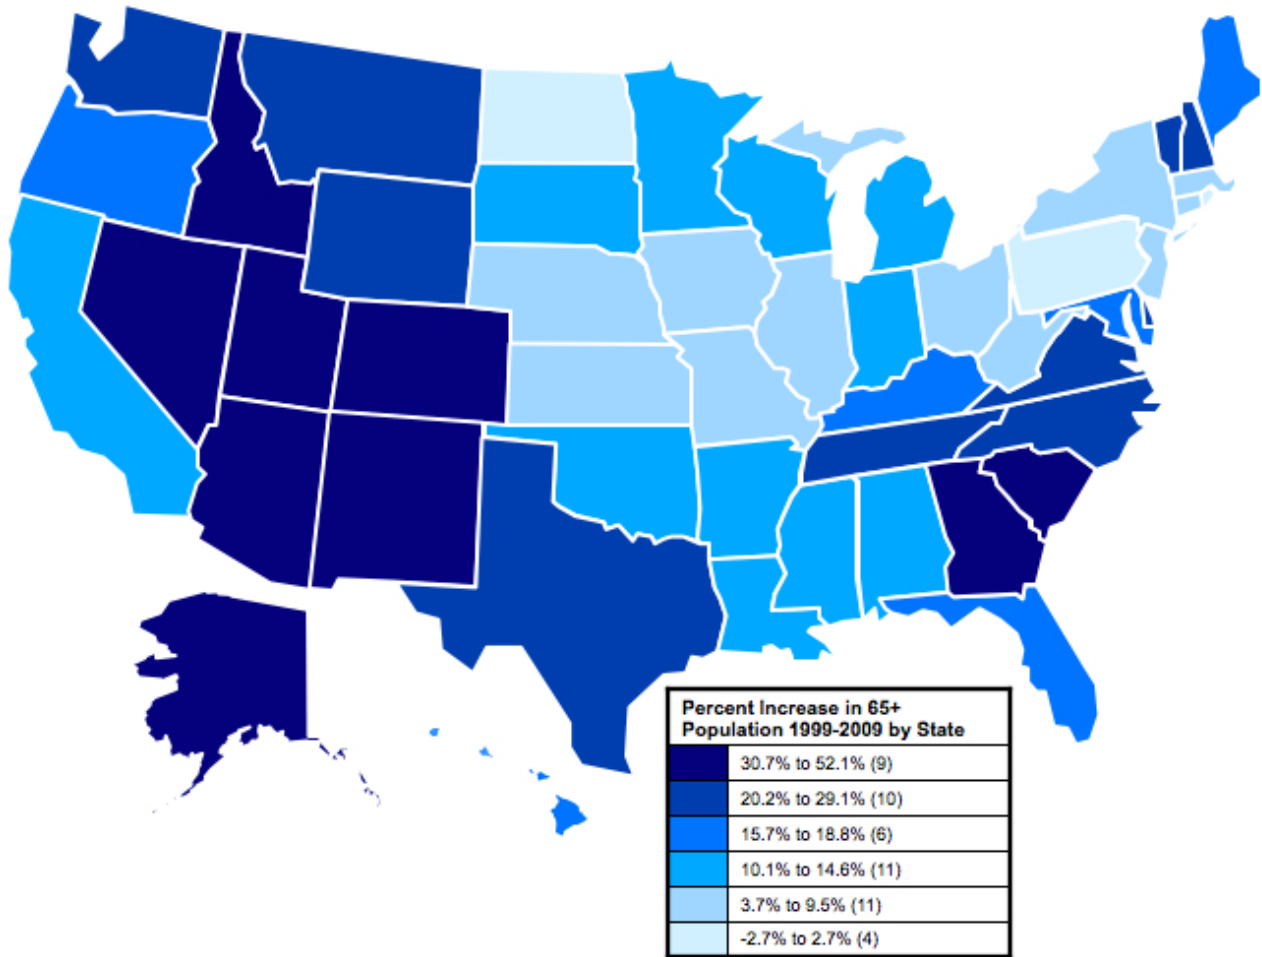 Percent Increase in 65+
Population 1999-2009 by State
30.7% to 52.1% (9)
20.2% to 29.1% (10)
15.7% to 18.8% (6)
10.1% to 14.6% (11)
3.7% to 9.5% (11)
-2.7% to 2.7% (4)